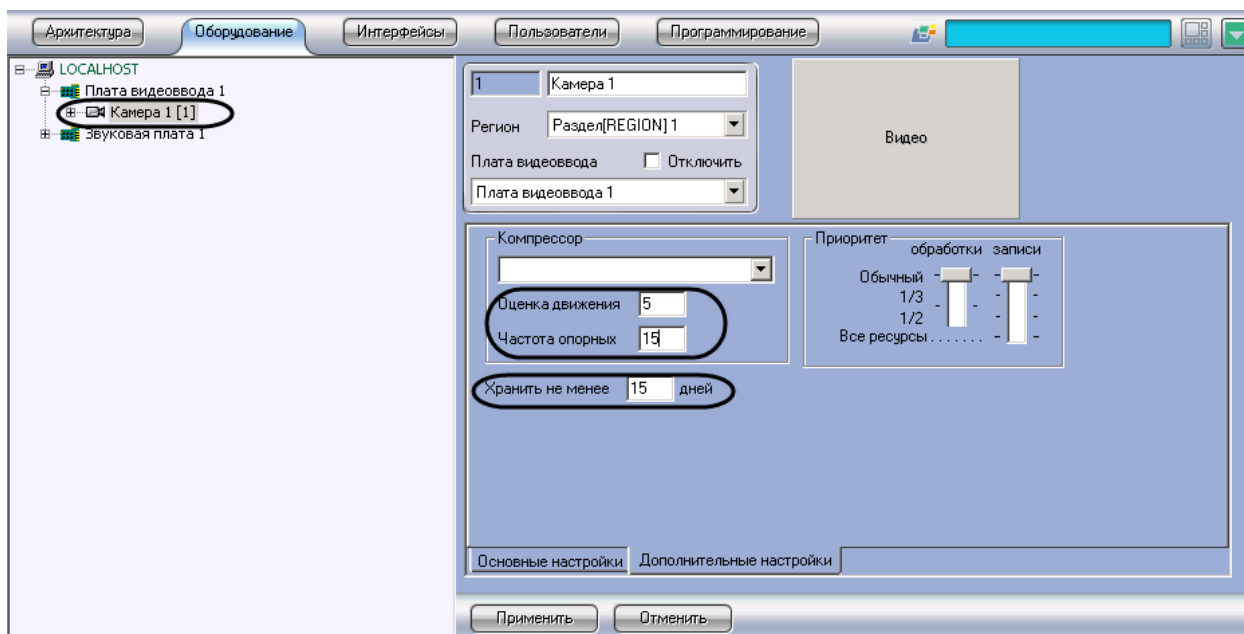 Архитектура Оборудование Интерфейсы Пользователи Программирование
LOCALHOST
Плата видеоввода 1
Камера 1 [1]
Звуковая плата 1
1 Камера 1
Регион Раздел[REGION] 1
Плата видеоввода Отключить
Плата видеоввода 1
Видео
Компрессор
Оценка движения 5
Частота опорных 15
Хранить не менее 15 дней
Приоритет
обработки записи
Обычный
1/3
1/2
Все ресурсы.......
Основные настройки Дополнительные настройки
Применить Отменить